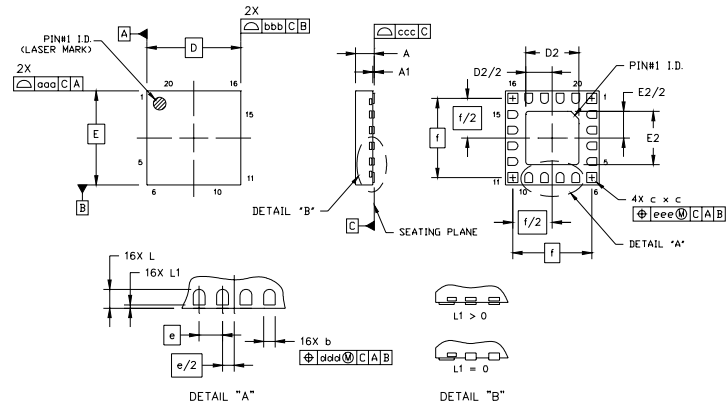 2X
⌓ bbb C B
A
D
PIN#1 I.D.
(LASER MARK)
2X
⌓ aaa C A
1
20
16
15
E
5
11
6
10
B
⌓ ccc C
A
A1
DETAIL "B"
C
SEATING PLANE
D2
D2/2
PIN#1 I.D.
16
20
1
E2/2
f/2
f
15
E2
5
11
10
6
4X c x c
⌖ eee Ⓜ C A B
f/2
f
DETAIL "A"
16X L
16X L1
e
e/2
16X b
⌖ ddd Ⓜ C A B
DETAIL "A"
L1 > 0
L1 = 0
DETAIL "B"